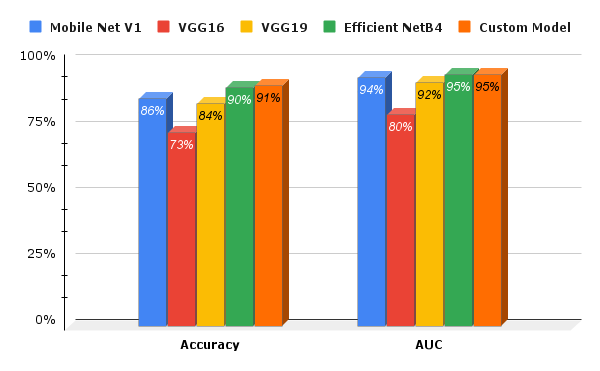 Mobile Net V1 VGG16 VGG19 Efficient NetB4 Custom Model
100%
75%
50%
25%
0%
86% 73% 84% 90% 91% 94% 80% 92% 95% 95%
Accuracy AUC